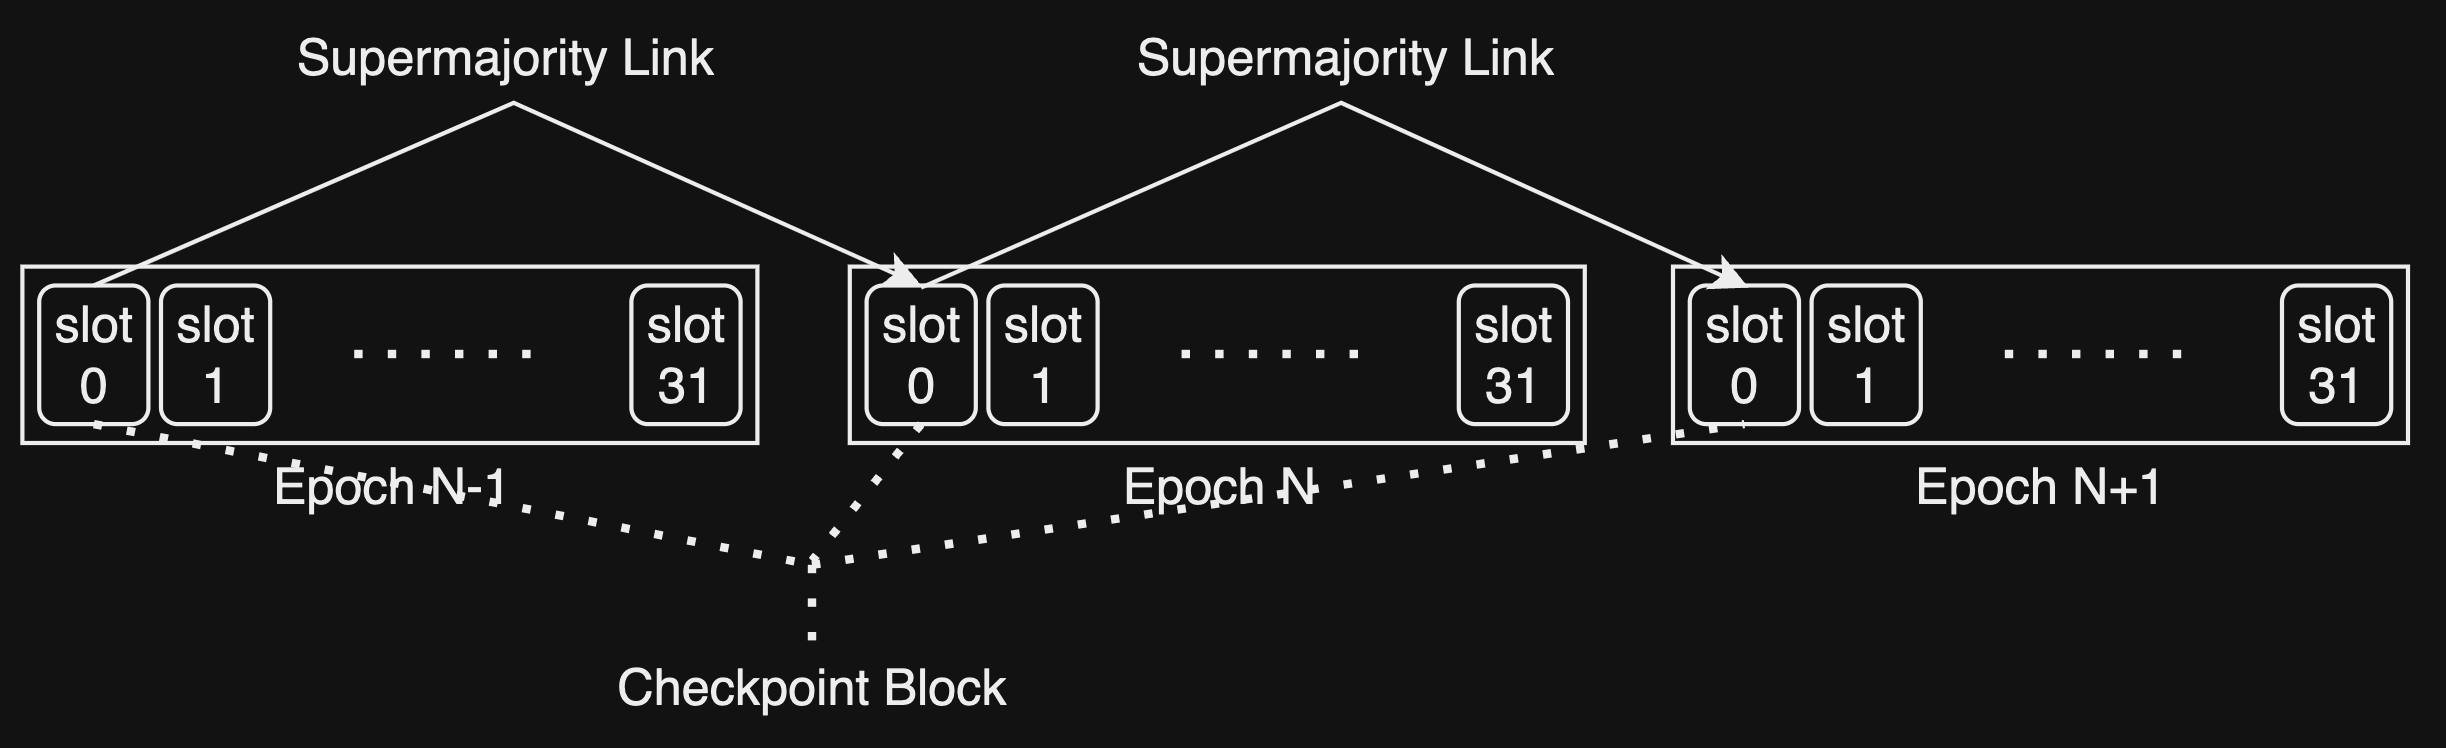 Supermajority Link
Supermajority Link
slot
0
slot
1
......
slot
31
slot
0
slot
1
......
slot
31
slot
0
slot
1
......
slot
31
Epoch N-1
Epoch N
Epoch N+1
Checkpoint Block